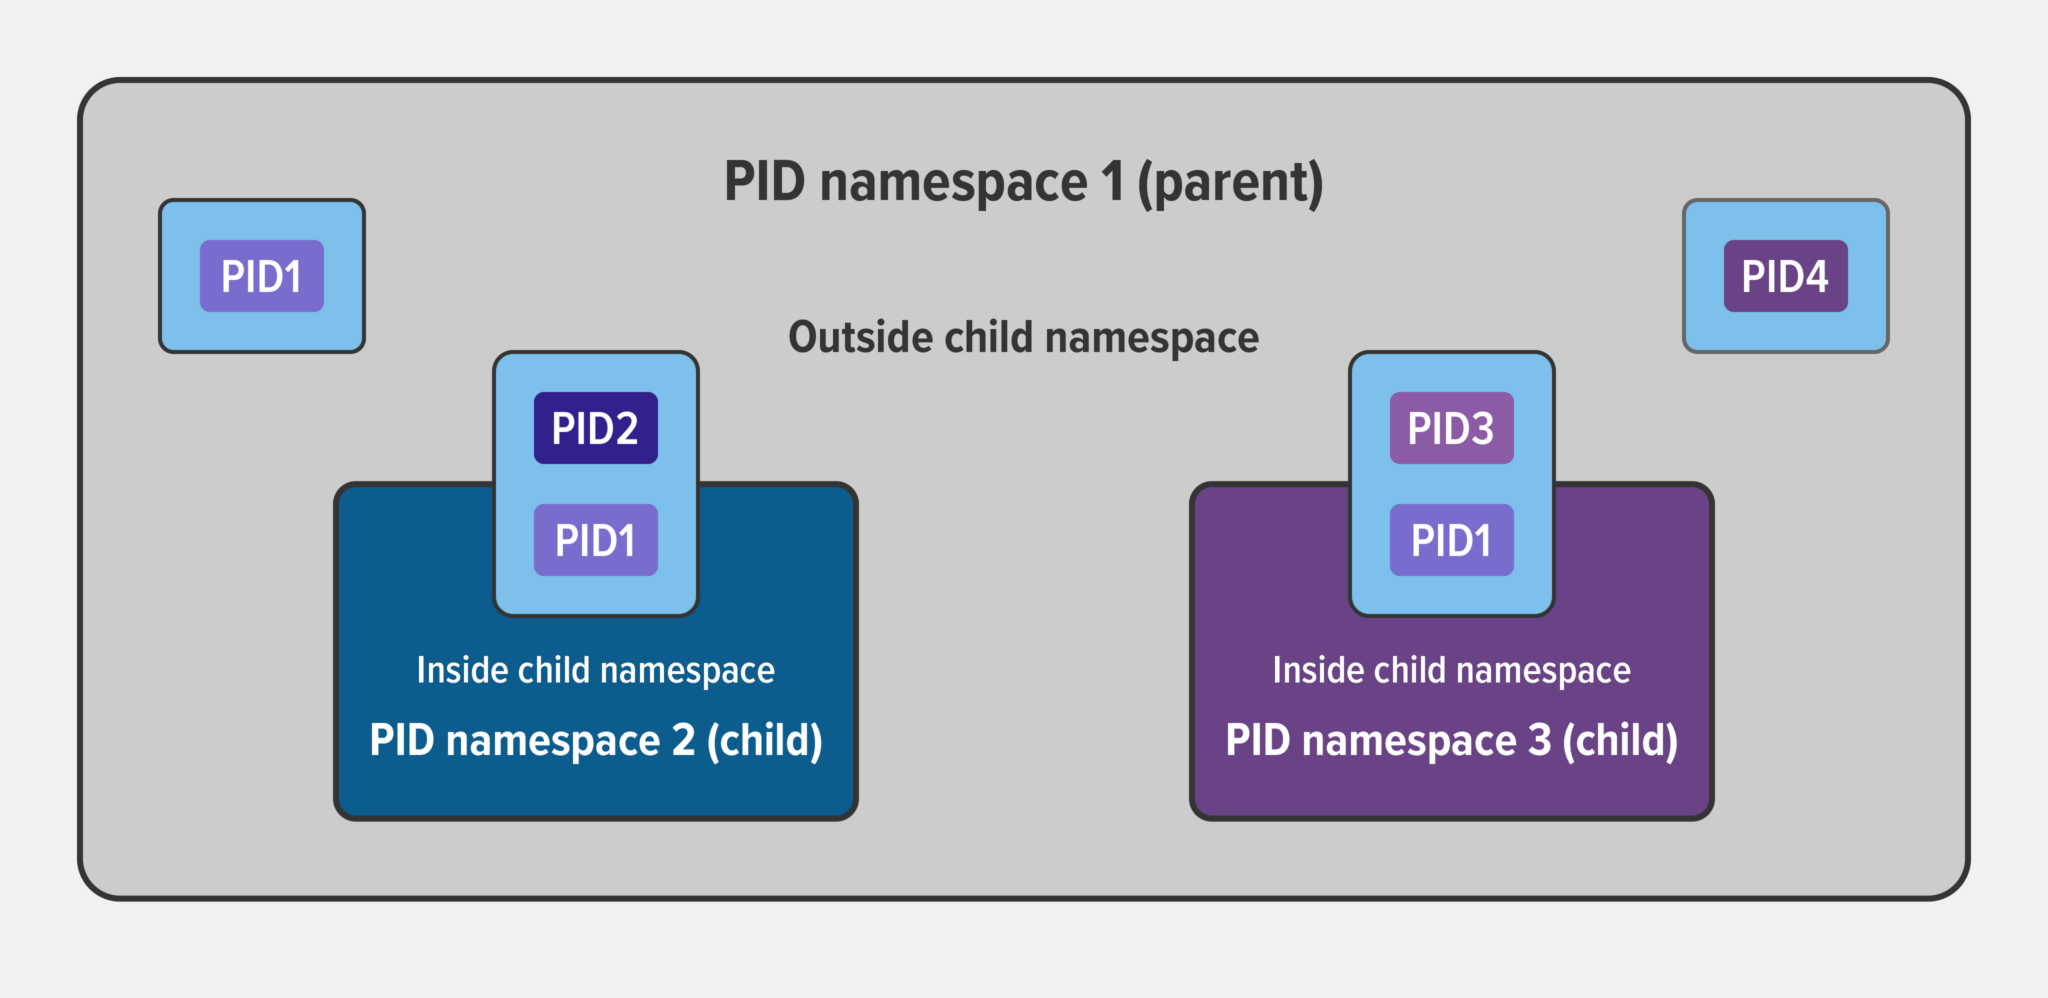 PID namespace 1 (parent)
PID1
PID4
Outside child namespace
PID2
PID1
Inside child namespace
PID namespace 2 (child)
PID3
PID1
Inside child namespace
PID namespace 3 (child)